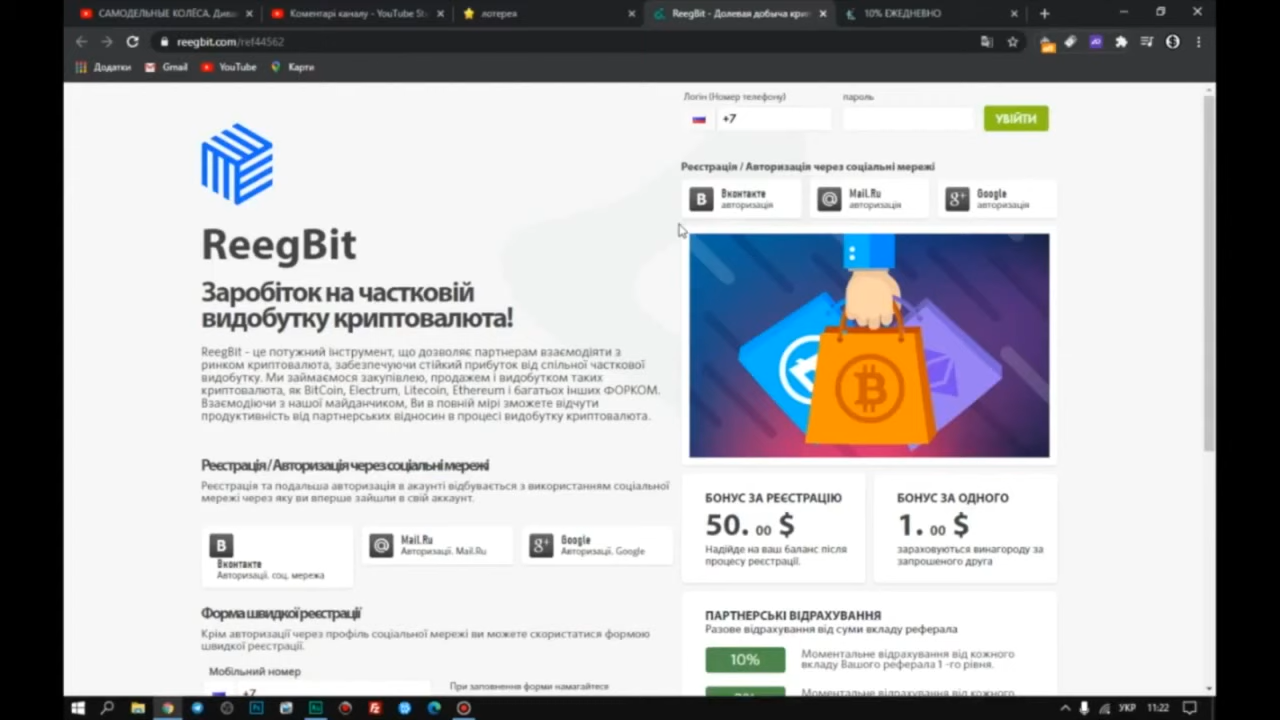 САМОДЕЛЬНЫЕ КОЛЁСА. Дива
Коментарі каналу - YouTube St
лотерея
ReegBit - Долевая добыча кри
10% ЕЖЕДНЕВНО
reegbit.com/ref44562
Додатки
Gmail
YouTube
Карти
Логін (Номер телефону)
пароль
+7
УВІЙТИ
Реєстрація / Авторизація через соціальні мережі
Вконтакте
авторизація
Mail.Ru
авторизація
Google
авторизація
ReegBit
Заробіток на частковій
видобутку криптовалюта!
ReegBit - це потужний інструмент, що дозволяє партнерам взаємодіяти з
ринком криптовалюта, забезпечуючи стійкий прибуток від спільної часткової
видобутку. Ми займаємося закупівлею, продажем і видобутком таких
криптовалюта, як BitCoin, Electrum, Litecoin, Ethereum і багатьох інших ФОРКОМ.
Взаємодіючи з нашої майданчиком, Ви в повній мірі зможете відчути
продуктивність від партнерських відносин в процесі видобутку криптовалюта.
Реєстрація / Авторизація через соціальні мережі
Реєстрація та подальша авторизація в акаунті відбувається з використанням соціальної
мережі через яку ви вперше зайшли в свій аккаунт.
Вконтакте
Авторизації. соц. мережа
Mail.Ru
Авторизації. Mail.Ru
Google
Авторизації. Google
Форма швидкої реєстрації
Крім авторизації через профіль соціальної мережі ви можете скористатися формою
швидкої реєстрації.
Мобільний номер
+7
При заповненні форми намагайтеся
БОНУС ЗА РЕЄСТРАЦІЮ
50. 00 $
Надійде на ваш баланс після
процесу реєстрації.
БОНУС ЗА ОДНОГО
1. 00 $
зараховуються винагороду за
запрошеного друга
ПАРТНЕРСЬКІ ВІДРАХУВАННЯ
Разове відрахування від суми вкладу реферала
10%
Моментальне відрахування від кожного
вкладу Вашого реферала 1 -го рівня.
Моментальне відрахування від кожного
УКР
11:22